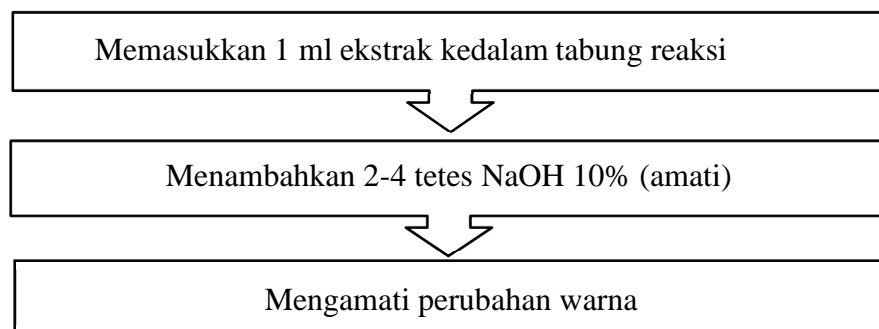 Memasukkan 1 ml ekstrak kedalam tabung reaksi
Menambahkan 2-4 tetes NaOH 10% (amati)
Mengamati perubahan warna